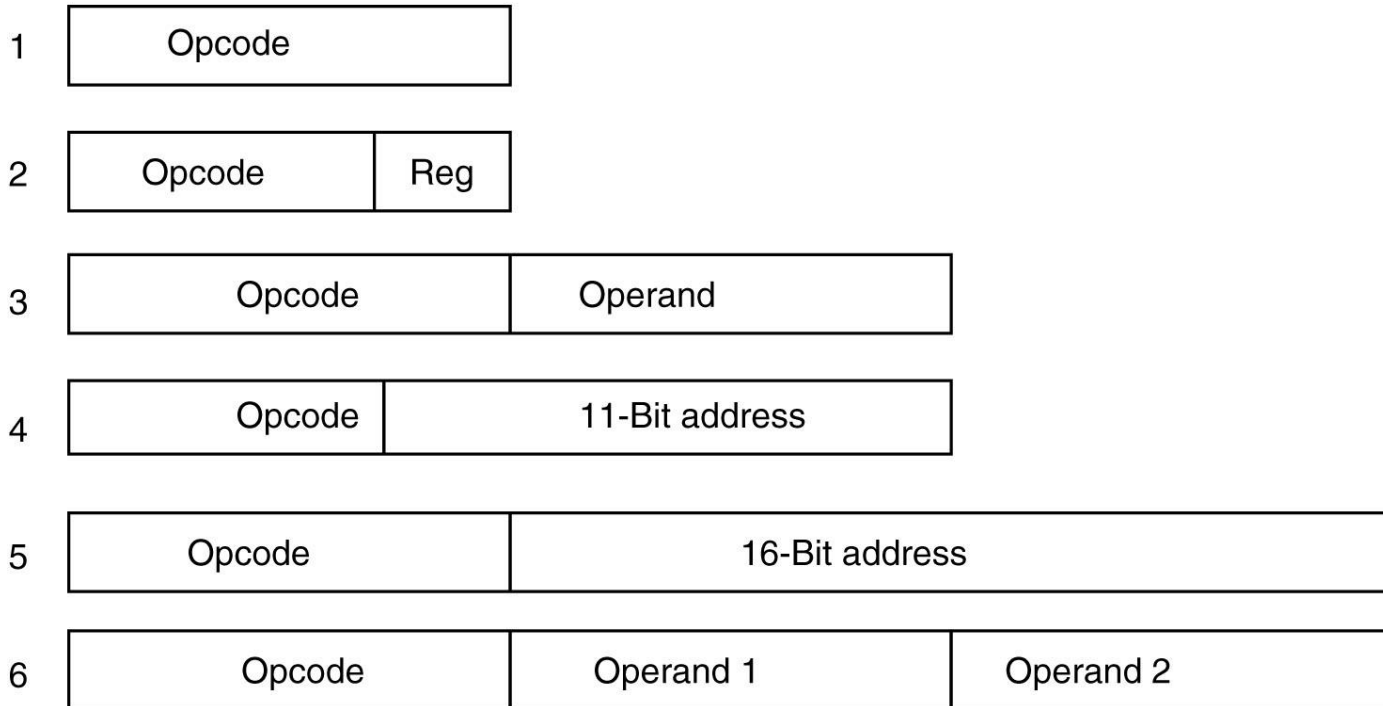 1 Opcode
2 Opcode Reg
3 Opcode Operand
4 Opcode 11-Bit address
5 Opcode 16-Bit address
6 Opcode Operand 1 Operand 2